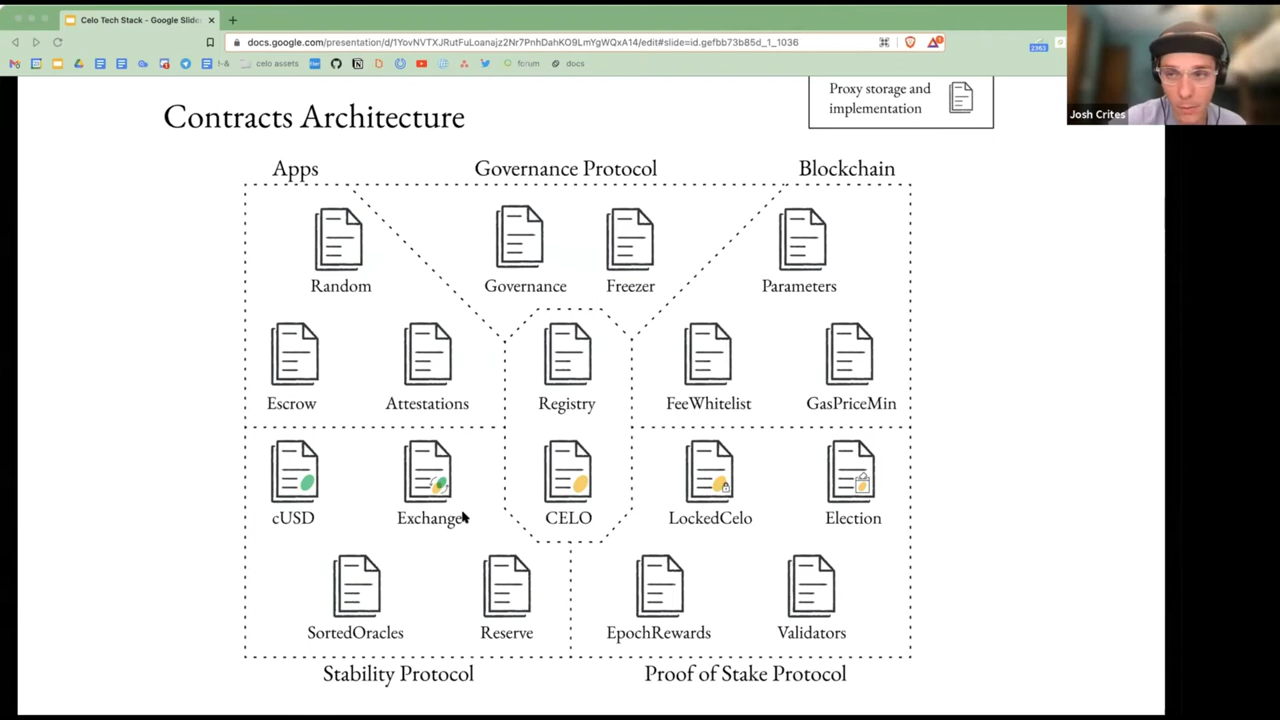 Celo Tech Stack - Google Slide
docs.google.com/presentation/d/1YovNVTXJRutFuLoanajz2Nr7PnhDahKO9LmYgWQxA14/edit#slide=id.gefbb73b85d_1_1036
celo assets
forum
docs
2363
Josh Crites
Proxy storage and
implementation
Contracts Architecture
Apps
Governance Protocol
Blockchain
Random
Governance
Freezer
Parameters
Escrow
Attestations
Registry
FeeWhitelist
GasPriceMin
cUSD
Exchange
CELO
LockedCelo
Election
SortedOracles
Reserve
EpochRewards
Validators
Stability Protocol
Proof of Stake Protocol